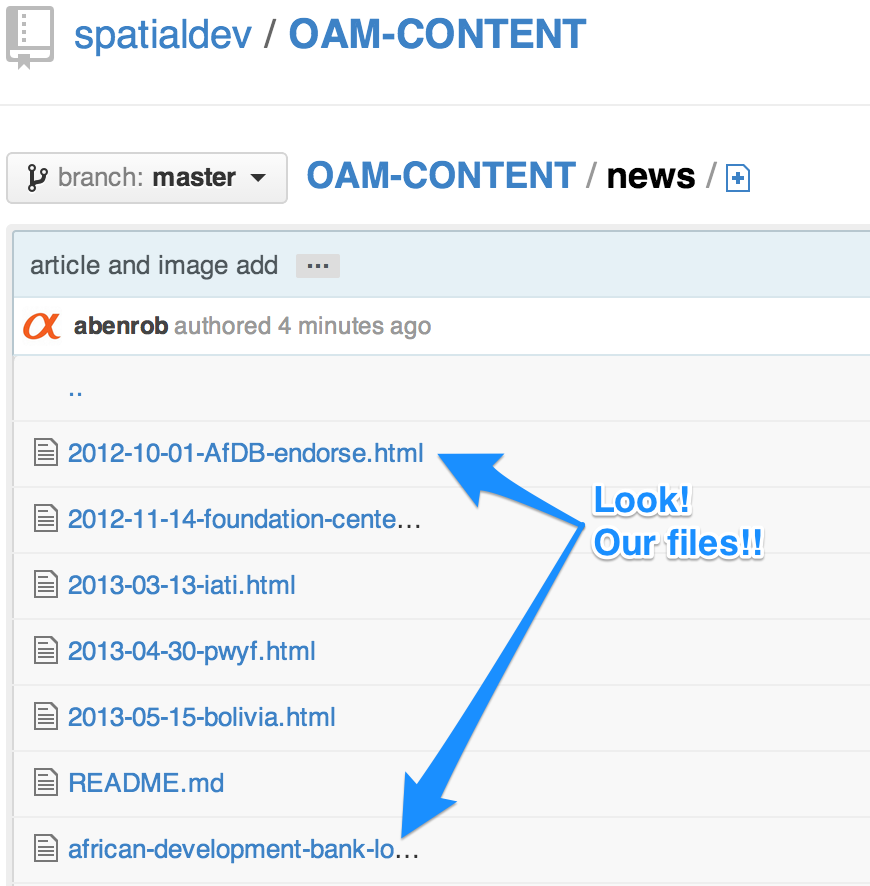 spatialdev / OAM-CONTENT
branch: master OAM-CONTENT / news /
article and image add ...
abenrob authored 4 minutes ago
..
2012-10-01-AfDB-endorse.html
Look!
Our files!!
2012-11-14-foundation-cente...
2013-03-13-iati.html
2013-04-30-pwyf.html
2013-05-15-bolivia.html
README.md
african-development-bank-lo...